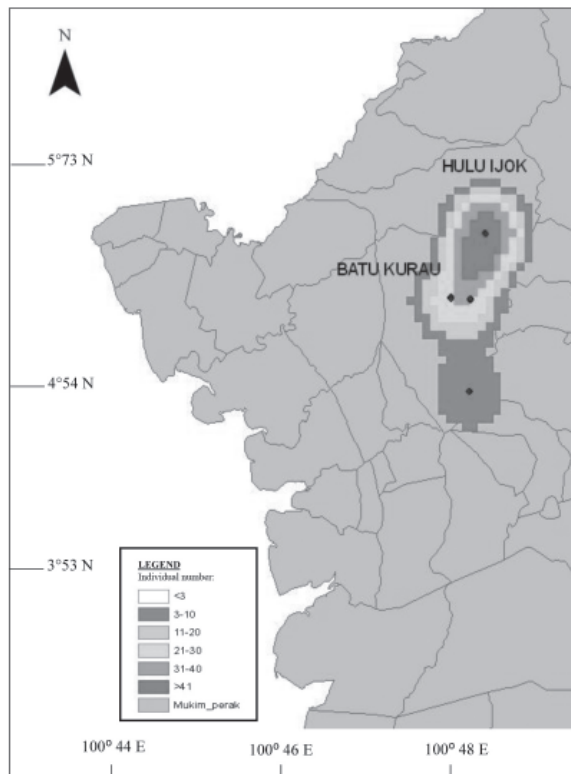 N
5°73 N
HULU IJOK
BATU KURAU
4°54 N
3°53 N
LEGEND
Individual number:
<3
3-10
11-20
21-30
31-40
>41
Mukim_perak
100° 44 E
100° 46 E
100° 48 E